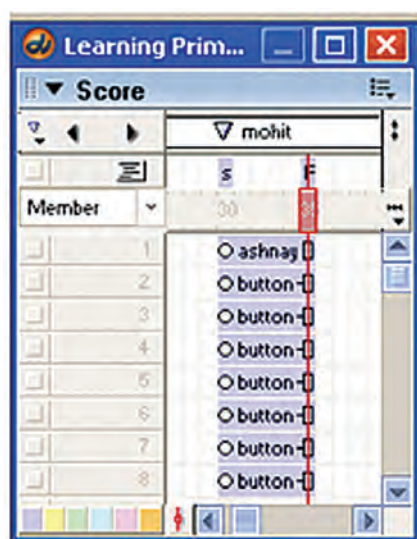 Learning Prim...
Score
mohit
s
Member 30
1 ashnay
2 button
3 button
4 button
5 button
6 button
7 button
8 button